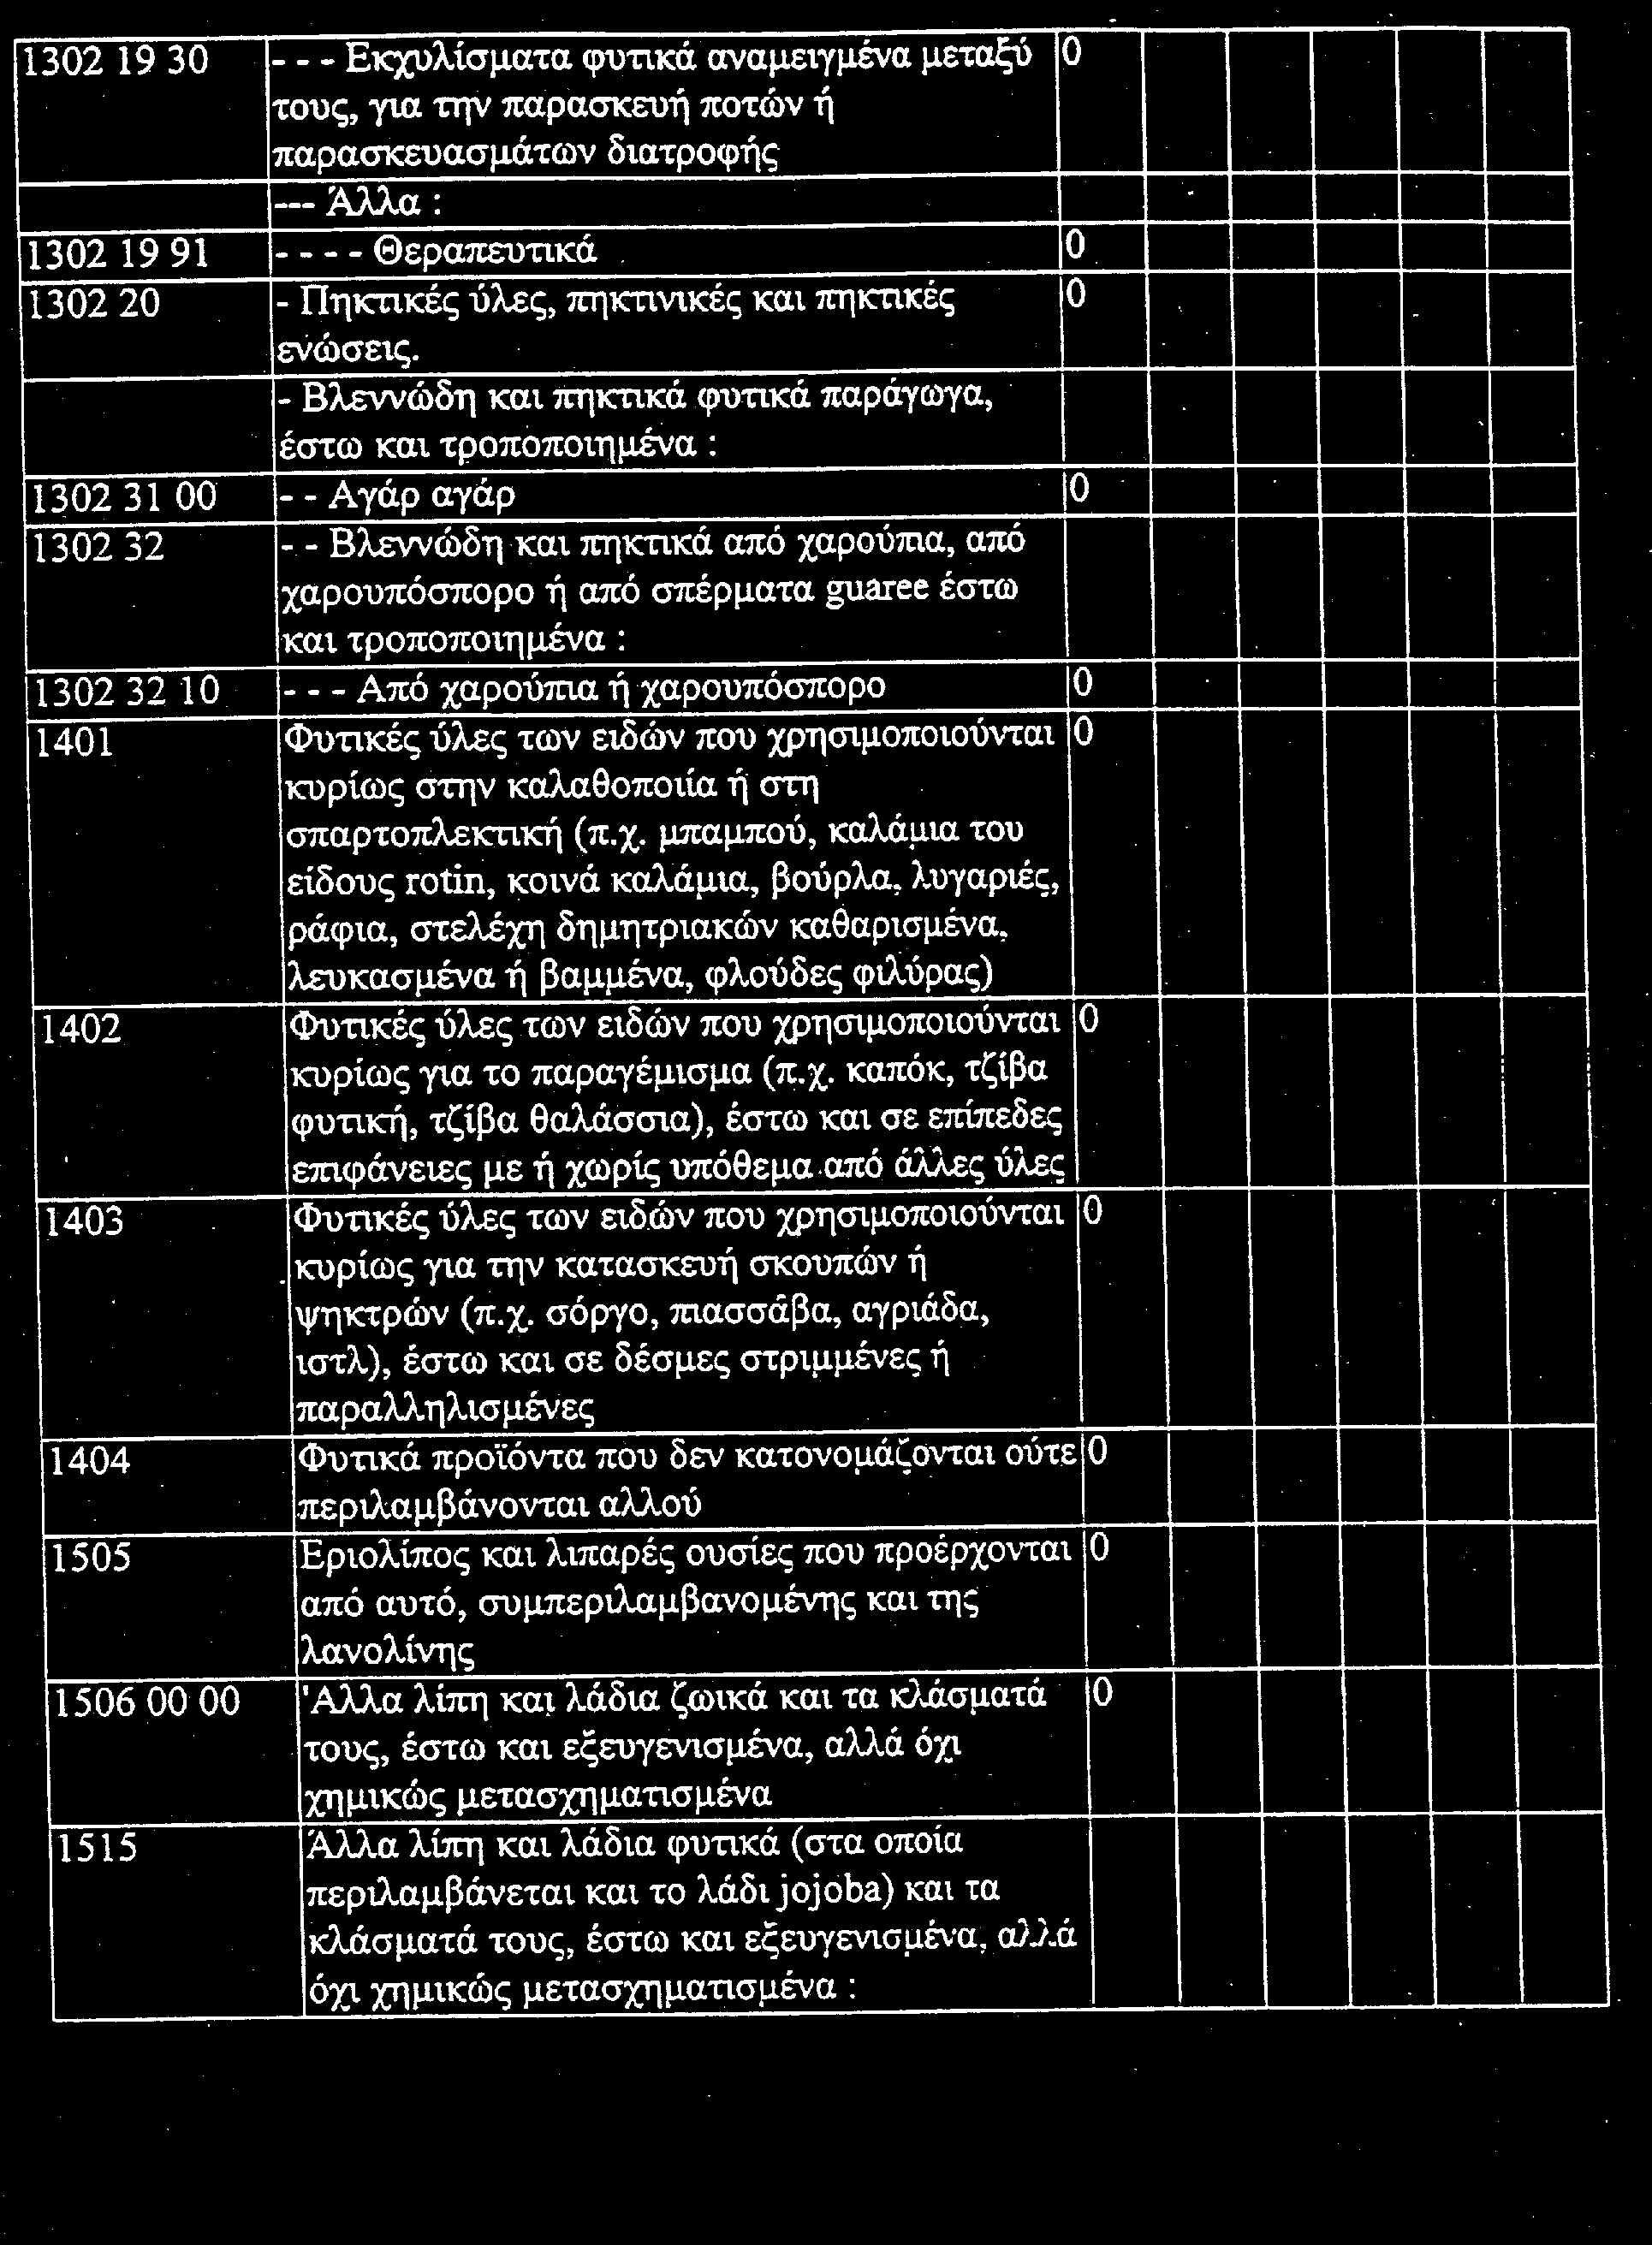 1302 19 30 - - - Εκχυλίσματα φυτικά αναμειγμένα μεταξύ 0
τους, για την παρασκευή ποτών ή
παρασκευασμάτων διατροφής
--- Άλλα :
1302 19 91 - - - - Θεραπευτικά 0
1302 20 - Πηκτικές ύλες, πηκτινικές και πηκτικές 0
ενώσεις.
- Βλεννώδη και πηκτικά φυτικά παράγωγα,
έστω και τροποποιημένα :
1302 31 00 - - Αγάρ αγάρ 0
1302 32 - - Βλεννώδη και πηκτικά από χαρούπια, από
χαρουπόσπορο ή από σπέρματα guaree έστω
και τροποποιημένα :
1302 32 10 - - - Από χαρούπια ή χαρουπόσπορο 0
1401 Φυτικές ύλες των ειδών που χρησιμοποιούνται 0
κυρίως στην καλαθοποιία ή στη
σπαρτοπλεκτική (π.χ. μπαμπού, καλάμια του
είδους rotin, κοινά καλάμια, βούρλα, λυγαριές,
ράφια, στελέχη δημητριακών καθαρισμένα,
λευκασμένα ή βαμμένα, φλούδες φιλύρας)
1402 Φυτικές ύλες των ειδών που χρησιμοποιούνται 0
κυρίως για το παραγέμισμα (π.χ. καπόκ, τζίβα
φυτική, τζίβα θαλάσσια), έστω και σε επίπεδες
επιφάνειες με ή χωρίς υπόθεμα από άλλες ύλες
1403 Φυτικές ύλες των ειδών που χρησιμοποιούνται 0
κυρίως για την κατασκευή σκουπών ή
ψηκτρών (π.χ. σόργο, πιασσάβα, αγριάδα,
ιστλ), έστω και σε δέσμες στριμμένες ή
παραλληλισμένες
1404 Φυτικά προϊόντα που δεν κατονομάζονται ούτε 0
περιλαμβάνονται αλλού
1505 Εριολίπος και λιπαρές ουσίες που προέρχονται 0
από αυτό, συμπεριλαμβανομένης και της
λανολίνης
1506 00 00 'Αλλα λίπη και λάδια ζωικά και τα κλάσματά 0
τους, έστω και εξευγενισμένα, αλλά όχι
χημικώς μετασχηματισμένα
1515 Άλλα λίπη και λάδια φυτικά (στα οποία
περιλαμβάνεται και το λάδι jojoba) και τα
κλάσματά τους, έστω και εξευγενισμένα, αλλά
όχι χημικώς μετασχηματισμένα :